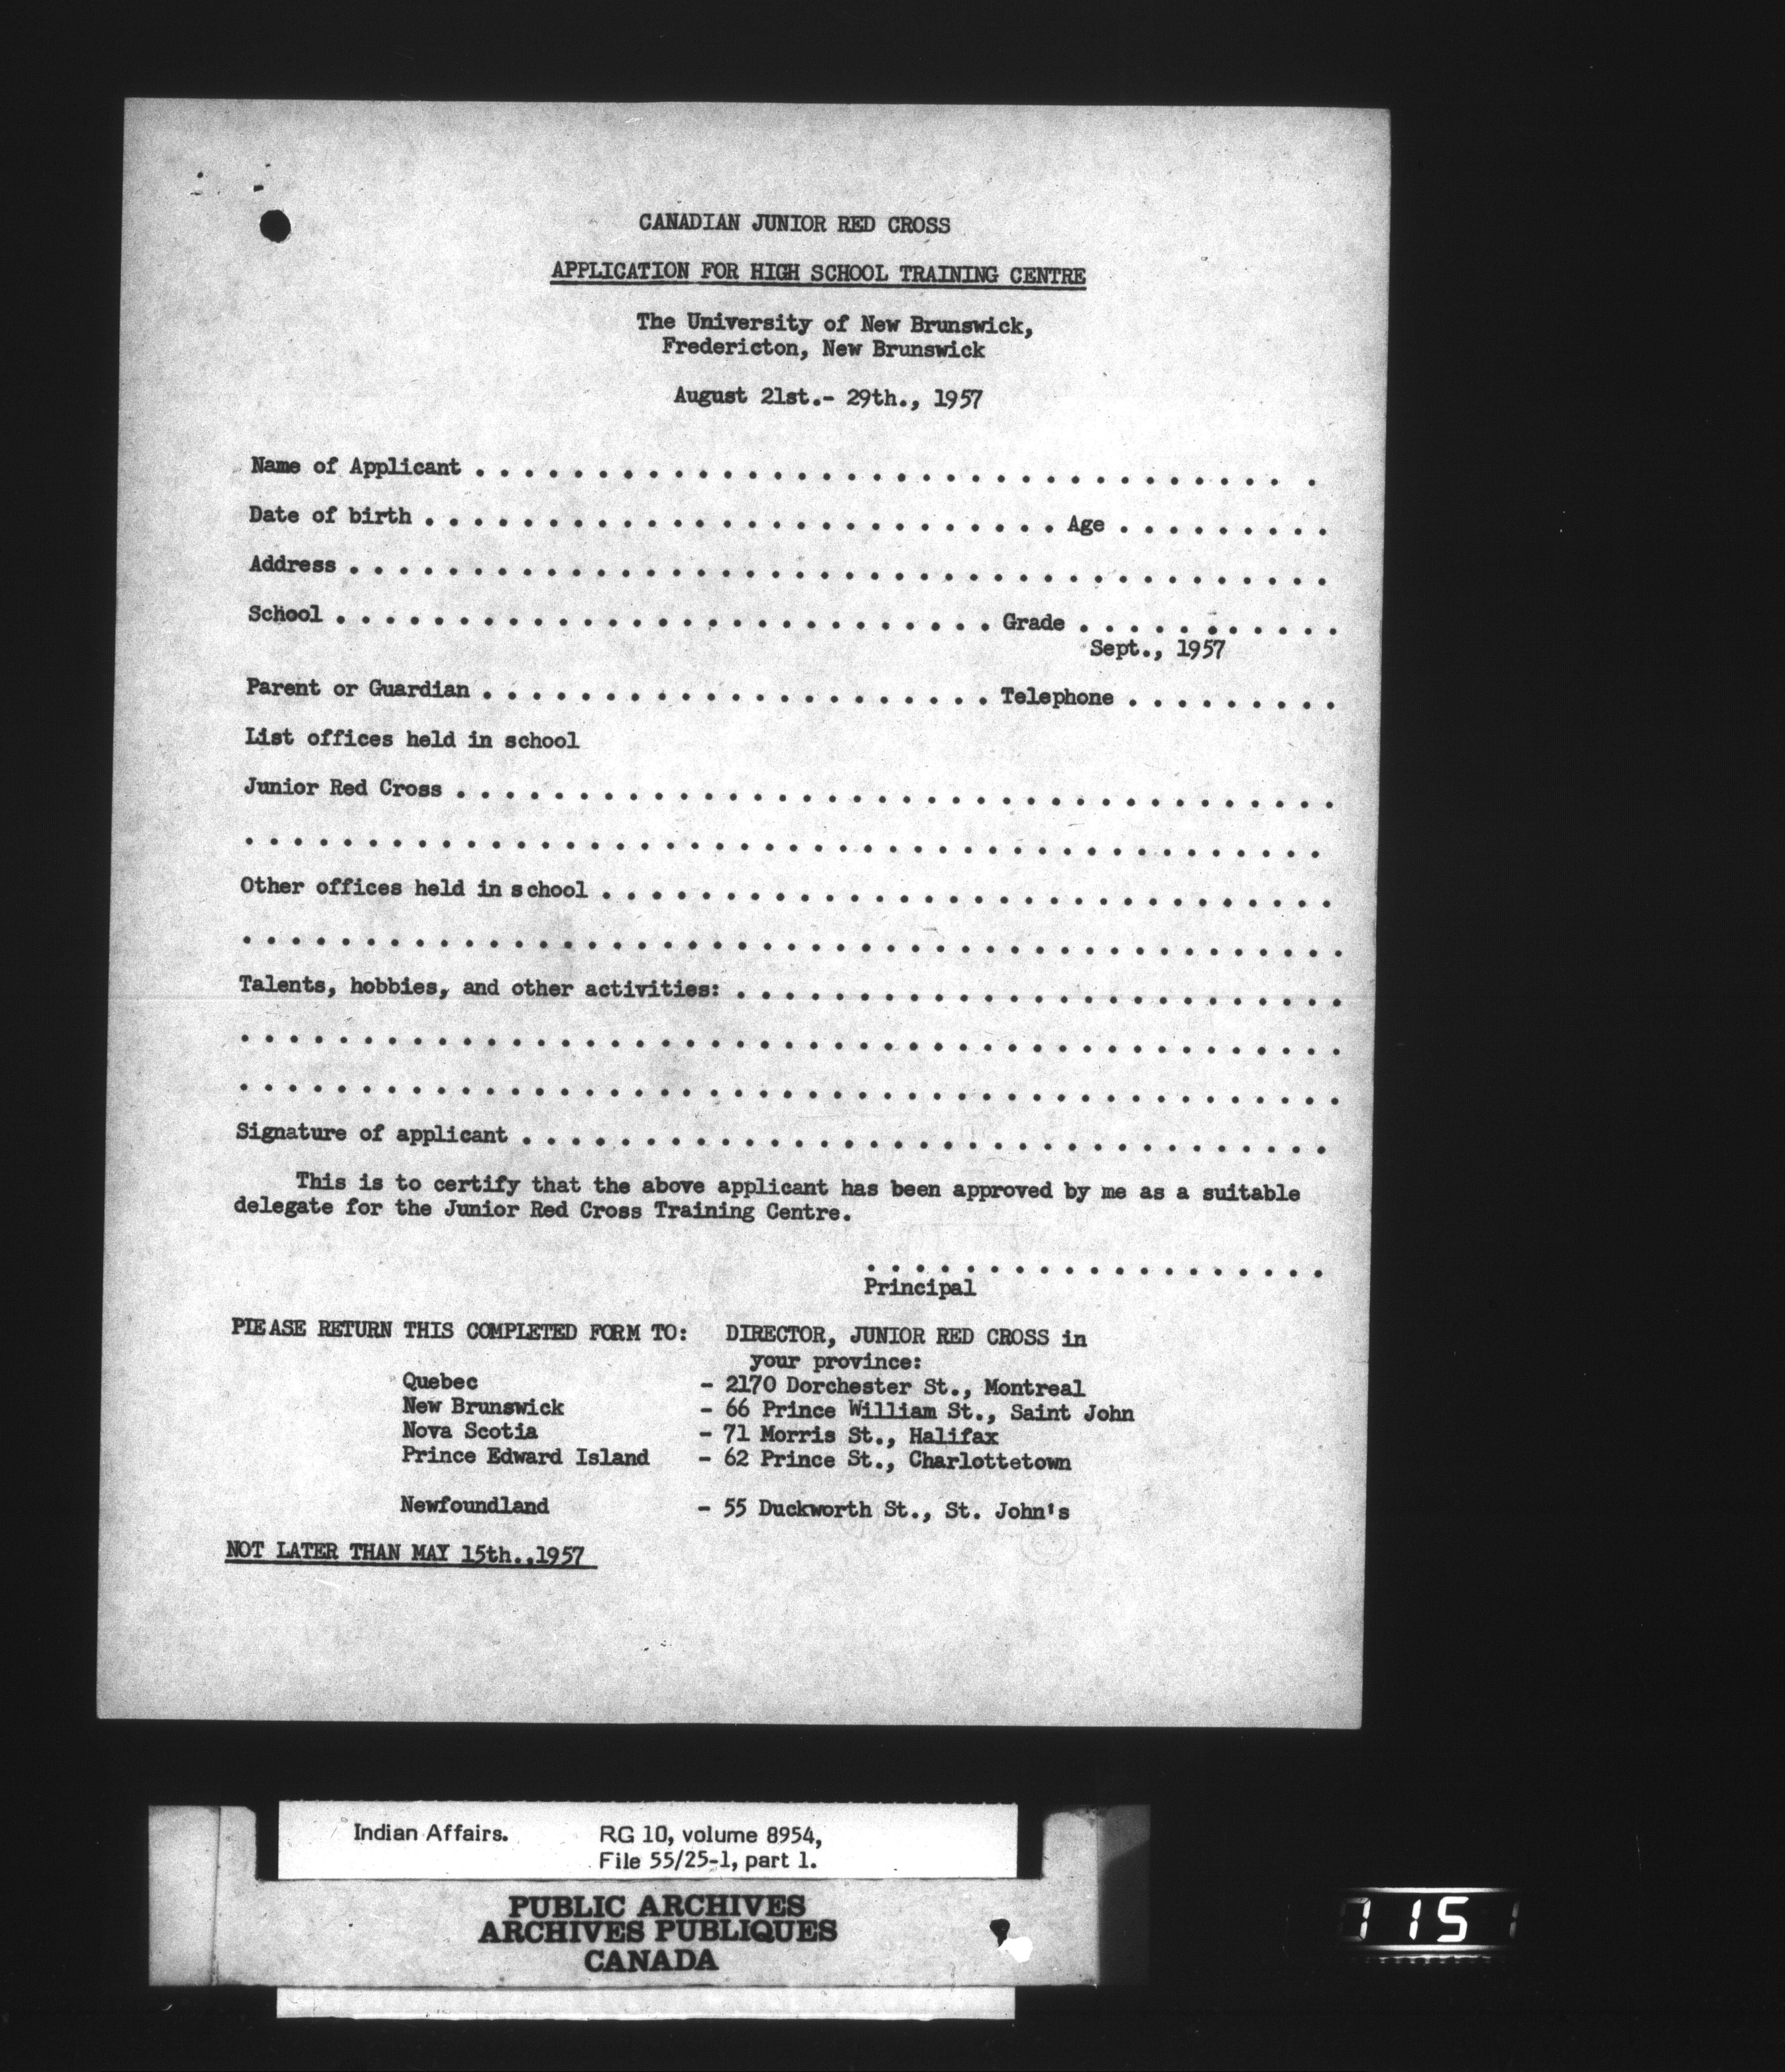 CANADIAN JUNIOR RED CROSS
APPLICATION FOR HIGH SCHOOL TRAINING CENTRE
The University of New Brunswick,
Fredericton, New Brunswick
August 21st.- 29th., 1957
Name of Applicant . . . . . . . . . . . . . . . . . . . . . . . . . . . . . . . . . .
Date of birth . . . . . . . . . . . . . . . . . . . . . . . . . . Age . . . . . . . . .
Address . . . . . . . . . . . . . . . . . . . . . . . . . . . . . . . . . . . . . . . .
School . . . . . . . . . . . . . . . . . . . . . . . . . . . Grade . . . . . . . . . . .
Sept., 1957
Parent or Guardian . . . . . . . . . . . . . . . . . . . . . Telephone . . . . . . . . .
List offices held in school
Junior Red Cross . . . . . . . . . . . . . . . . . . . . . . . . . . . . . . . . . . . .
. . . . . . . . . . . . . . . . . . . . . . . . . . . . . . . . . . . . . . . . . . . .
Other offices held in school . . . . . . . . . . . . . . . . . . . . . . . . . . . . . .
. . . . . . . . . . . . . . . . . . . . . . . . . . . . . . . . . . . . . . . . . . . . .
Talents, hobbies, and other activities: . . . . . . . . . . . . . . . . . . . . . . . . .
. . . . . . . . . . . . . . . . . . . . . . . . . . . . . . . . . . . . . . . . . . . . .
. . . . . . . . . . . . . . . . . . . . . . . . . . . . . . . . . . . . . . . . . . . . .
Signature of applicant . . . . . . . . . . . . . . . . . . . . . . . . . . . . . . . . .
This is to certify that the above applicant has been approved by me as a suitable
delegate for the Junior Red Cross Training Centre.
. . . . . . . . . . . . . . . . . . .
Principal
PLEASE RETURN THIS COMPLETED FORM TO: DIRECTOR, JUNIOR RED CROSS in
your province:
Quebec - 2170 Dorchester St., Montreal
New Brunswick - 66 Prince William St., Saint John
Nova Scotia - 71 Morris St., Halifax
Prince Edward Island - 62 Prince St., Charlottetown
Newfoundland - 55 Duckworth St., St. John's
NOT LATER THAN MAY 15th.,1957
Indian Affairs. RG 10, volume 8954,
File 55/25-1, part 1.
PUBLIC ARCHIVES
ARCHIVES PUBLIQUES
CANADA